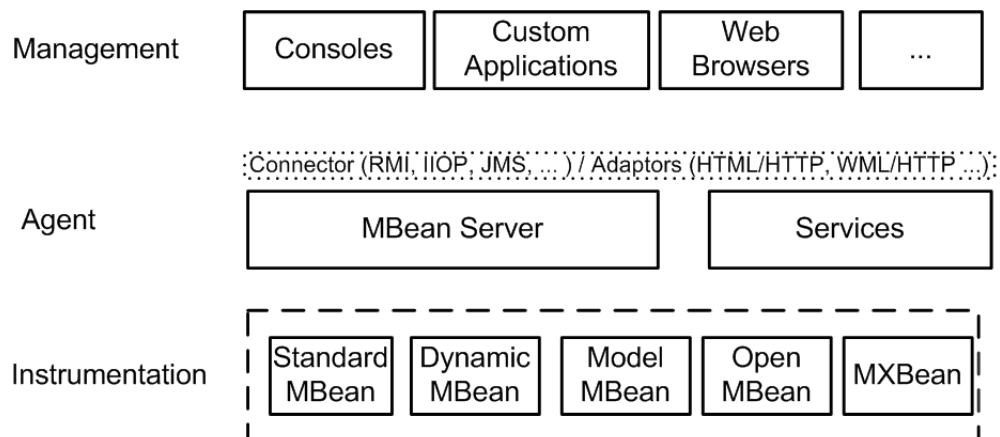 Management
Consoles
Custom
Applications
Web
Browsers
...
Connector (RMI, IIOP, JMS, ... ) / Adaptors (HTML/HTTP, WML/HTTP ...)
Agent
MBean Server
Services
Instrumentation
Standard
MBean
Dynamic
MBean
Model
MBean
Open
MBean
MXBean